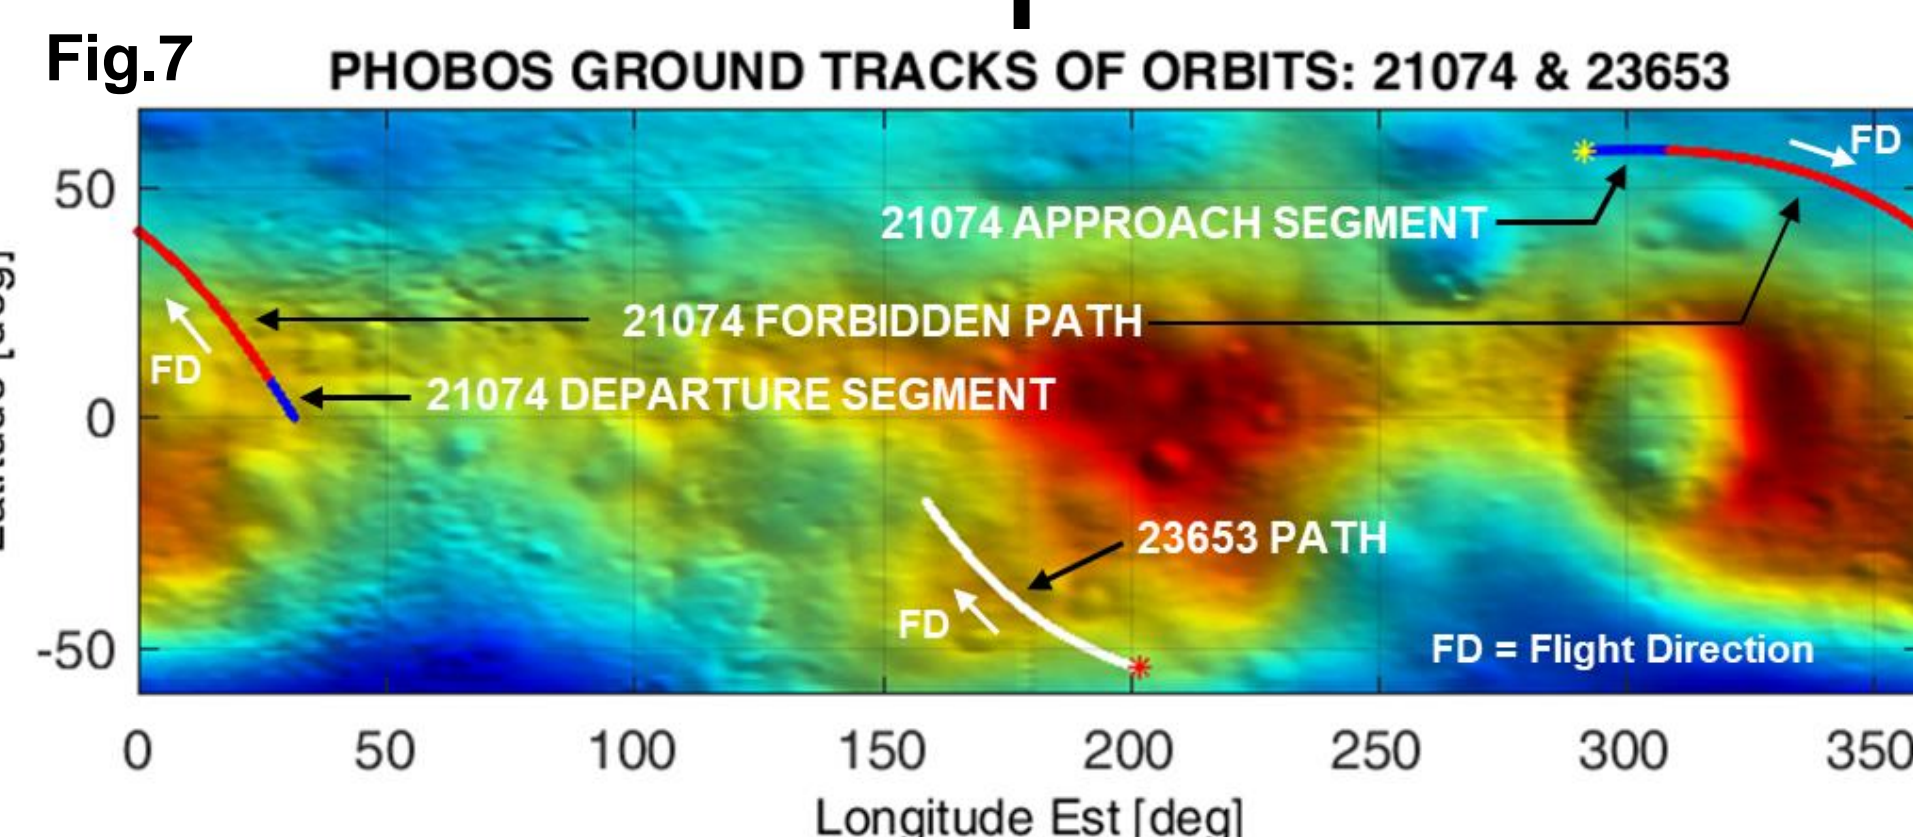 Fig.7
PHOBOS GROUND TRACKS OF ORBITS: 21074 & 23653
FD
50
21074 APPROACH SEGMENT
21074 FORBIDDEN PATH
FD
21074 DEPARTURE SEGMENT
0
23653 PATH
FD
-50
FD = Flight Direction
0 50 100 150 200 250 300 350
Longitude Est [deg]